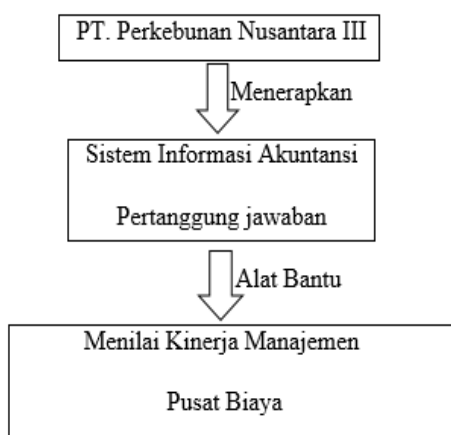 PT. Perkebunan Nusantara III
Menerapkan
Sistem Informasi Akuntansi
Pertanggung jawaban
Alat Bantu
Menilai Kinerja Manajemen
Pusat Biaya